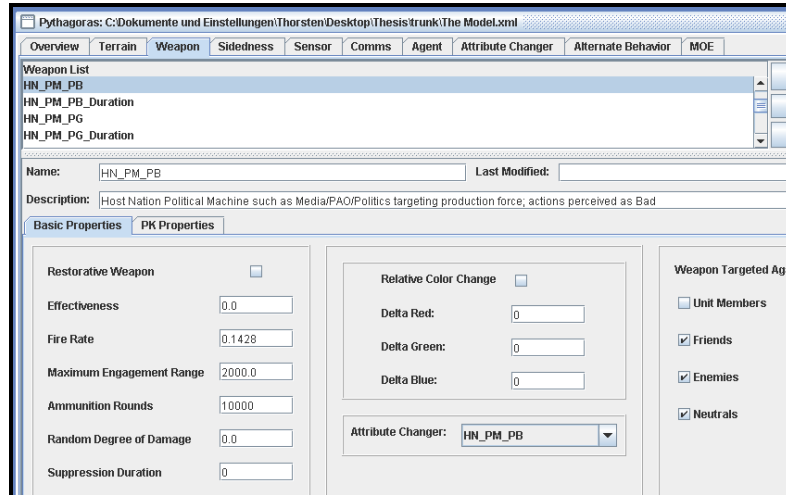 Pythagoras: C:\Dokumente und Einstellungen\Thorsten\Desktop\Thesis\trunk\The Model.xml
Overview Terrain Weapon Sidedness Sensor Comms Agent Attribute Changer Alternate Behavior MOE
Weapon List
HN_PM_PB
HN_PM_PB_Duration
HN_PM_PG
HN_PM_PG_Duration
Name: HN_PM_PB Last Modified:
Description: Host Nation Political Machine such as Media/PAO/Politics targeting production force; actions perceived as Bad
Basic Properties PK Properties
Restorative Weapon
Effectiveness 0.0
Fire Rate 0.1428
Maximum Engagement Range 2000.0
Ammunition Rounds 10000
Random Degree of Damage 0.0
Suppression Duration 0
Relative Color Change
Delta Red: 0
Delta Green: 0
Delta Blue: 0
Attribute Changer: HN_PM_PB
Weapon Targeted Ag
Unit Members
Friends
Enemies
Neutrals